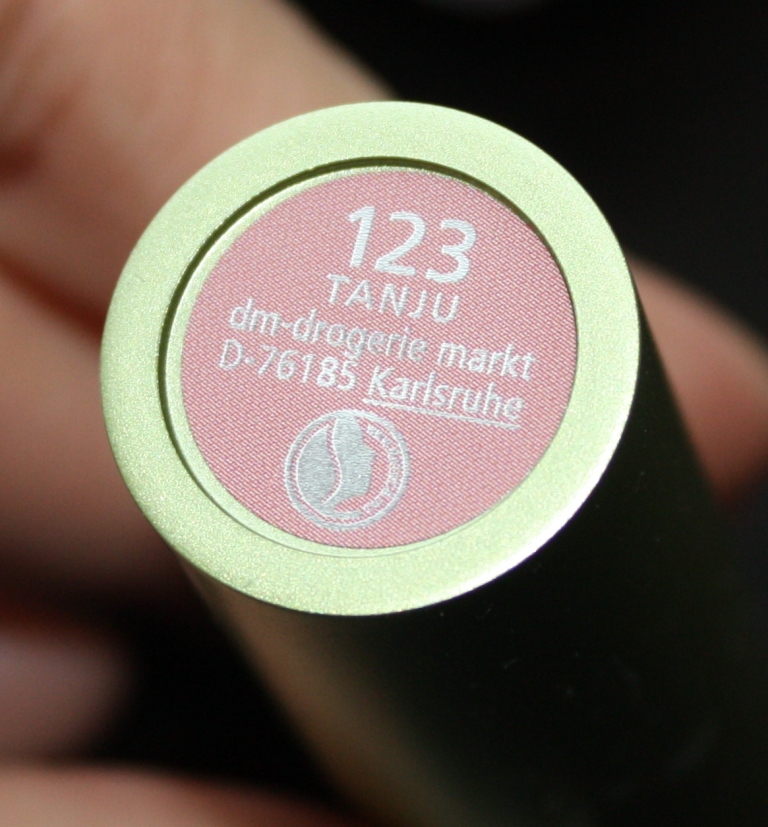 123
TANJU
dm-drogerie markt
D-76185 Karlsruhe